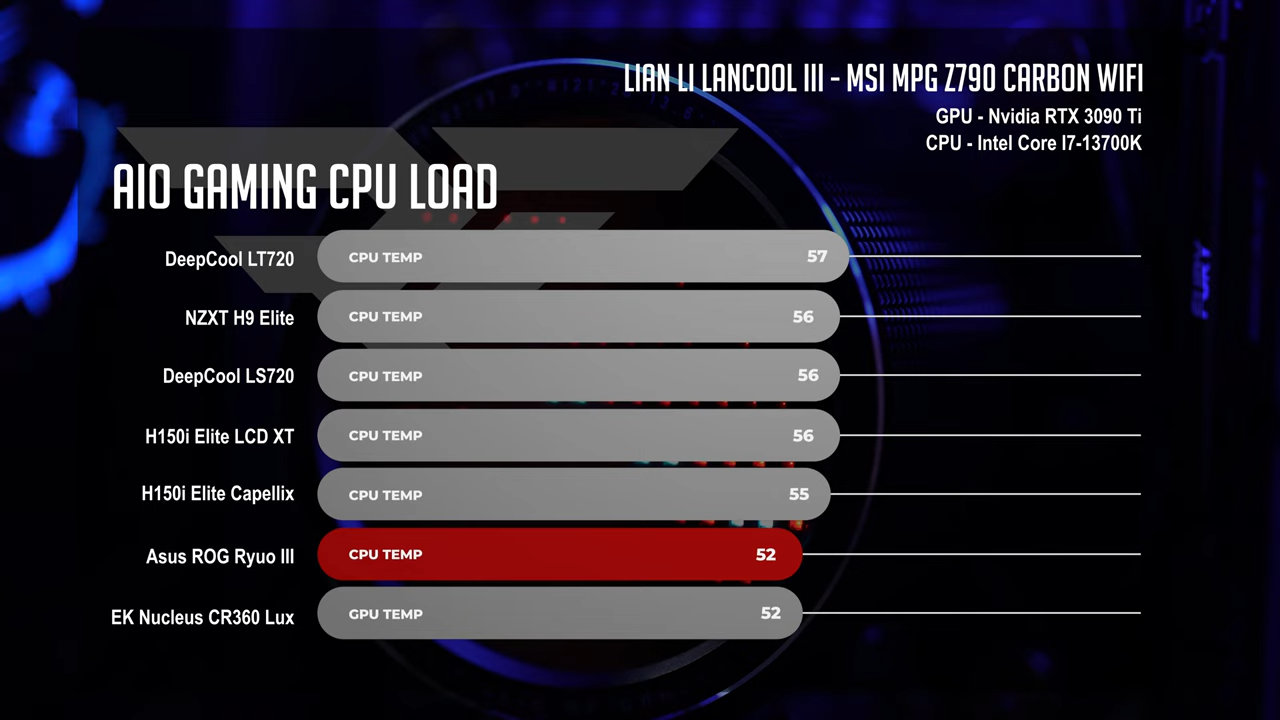 LIAN LI LANCOOL III - MSI MPG Z790 CARBON WIFI
GPU - Nvidia RTX 3090 Ti
CPU - Intel Core I7-13700K
AIO GAMING CPU LOAD
DeepCool LT720 CPU TEMP 57
NZXT H9 Elite CPU TEMP 56
DeepCool LS720 CPU TEMP 56
H150i Elite LCD XT CPU TEMP 56
H150i Elite Capellix CPU TEMP 55
Asus ROG Ryuo III CPU TEMP 52
EK Nucleus CR360 Lux GPU TEMP 52